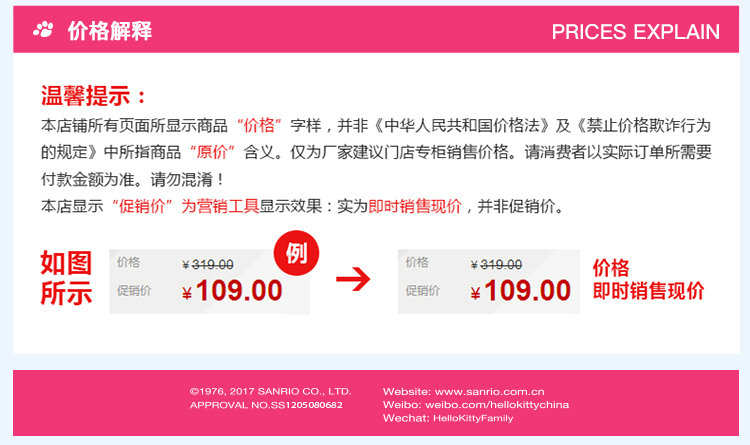 价格解释
PRICES EXPLAIN
温馨提示：
本店铺所有页面所显示商品“价格”字样，并非《中华人民共和国价格法》及《禁止价格欺诈行为
的规定》中所指商品“原价”含义。仅为厂家建议门店专柜销售价格。请消费者以实际订单所需要
付款金额为准。请勿混淆！
本店显示“促销价”为营销工具显示效果：实为即时销售现价，并非促销价。
如图
所示
价格 ¥ 319.00
促销价 ¥ 109.00
例
价格 ¥ 319.00
促销价 ¥ 109.00
价格
即时销售现价
©1976, 2017 SANRIO CO., LTD.
APPROVAL NO.SS1205080682
Website: www.sanrio.com.cn
Weibo: weibo.com/hellokittychina
Wechat: HelloKittyFamily